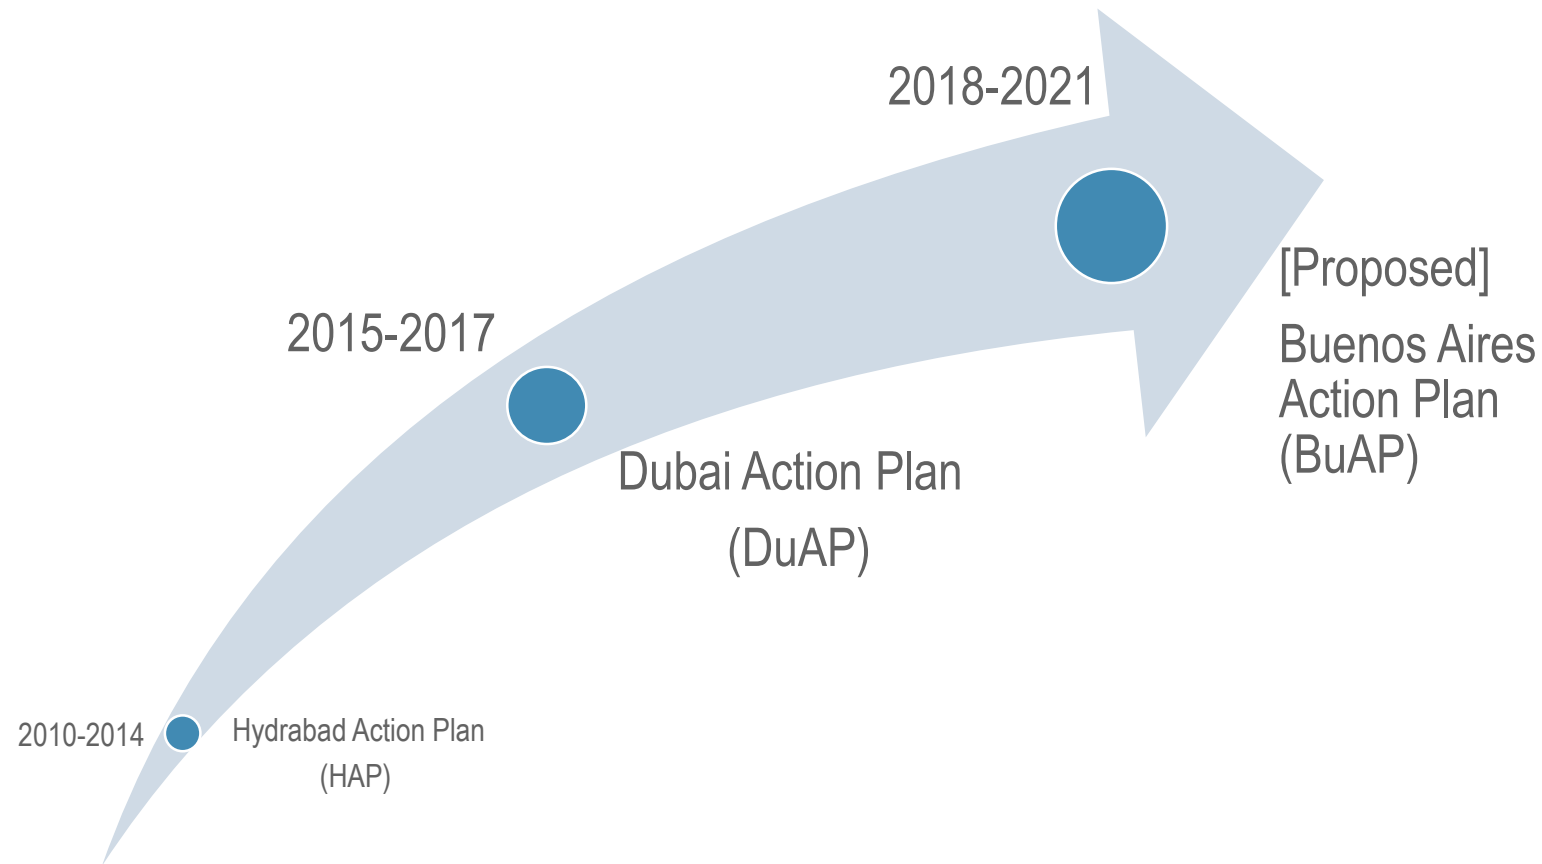 2018-2021
[Proposed]
Buenos Aires
Action Plan
(BuAP)
2015-2017
Dubai Action Plan
(DuAP)
2010-2014
Hydrabad Action Plan
(HAP)